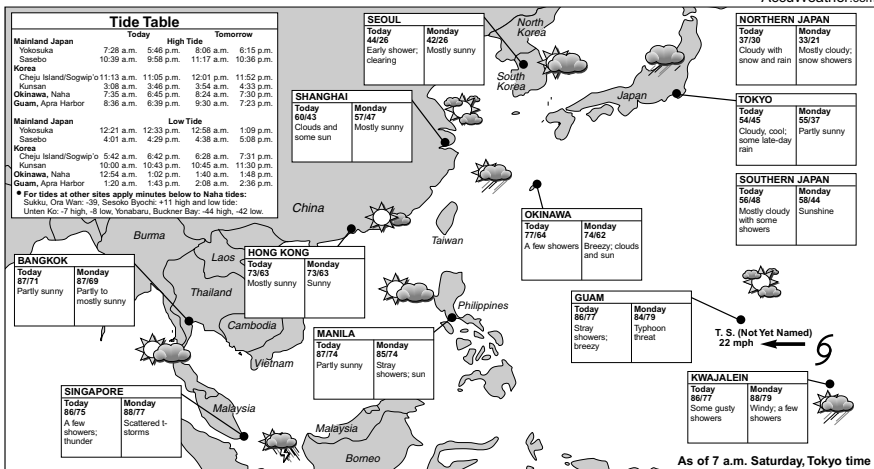 AccuWeather.com
Tide Table
Today Tomorrow
Mainland Japan High Tide
Yokosuka 7:28 a.m. 5:46 p.m. 8:06 a.m. 6:15 p.m.
Sasebo 10:39 a.m. 9:58 p.m. 11:17 a.m. 10:36 p.m.
Korea
Cheju Island/Sogwip'o 11:13 a.m. 11:05 p.m. 12:01 p.m. 11:52 p.m.
Kunsan 3:08 a.m. 3:46 p.m. 3:54 a.m. 4:33 p.m.
Okinawa, Naha 7:35 a.m. 6:45 p.m. 8:24 a.m. 7:30 p.m.
Guam, Apra Harbor 8:36 a.m. 6:39 p.m. 9:30 a.m. 7:23 p.m.
Mainland Japan Low Tide
Yokosuka 12:21 a.m. 12:33 p.m. 12:58 a.m. 1:09 p.m.
Sasebo 4:01 a.m. 4:29 p.m. 4:38 a.m. 5:08 p.m.
Korea
Cheju Island/Sogwip'o 5:42 a.m. 6:42 p.m. 6:28 a.m. 7:31 p.m.
Kunsan 10:00 a.m. 10:43 p.m. 10:45 a.m. 11:30 p.m.
Okinawa, Naha 12:54 a.m. 1:02 p.m. 1:40 a.m. 1:48 p.m.
Guam, Apra Harbor 1:20 a.m. 1:43 p.m. 2:08 a.m. 2:36 p.m.
• For tides at other sites apply minutes below to Naha tides:
Sukku, Ora Wan: -39, Sesoko Byochi: +11 high and low tide:
Unten Ko: -7 high, -8 low, Yonabaru, Buckner Bay: -44 high, -42 low.
SEOUL
Today Monday
44/26 42/26
Early shower; Mostly sunny
clearing
North
Korea
South
Korea
Japan
NORTHERN JAPAN
Today Monday
37/30 33/21
Cloudy with Mostly cloudy;
snow and rain snow showers
SHANGHAI
Today Monday
60/43 57/47
Clouds and Mostly sunny
some sun
TOKYO
Today Monday
54/45 55/37
Cloudy, cool; Partly sunny
some late-day
rain
SOUTHERN JAPAN
Today Monday
56/48 58/44
Mostly cloudy Sunshine
with some
showers
China
Taiwan
OKINAWA
Today Monday
77/64 74/62
A few showers Breezy; clouds
and sun
Burma
Laos
Thailand
Cambodia
Vietnam
Philippines
BANGKOK
Today Monday
87/71 87/69
Partly sunny Partly to
mostly sunny
HONG KONG
Today Monday
73/63 73/63
Mostly sunny Sunny
GUAM
Today Monday
86/77 84/79
Stray Typhoon
showers; threat
breezy
T. S. (Not Yet Named)
22 mph
MANILA
Today Monday
87/74 85/74
Partly sunny Stray
showers; sun
KWAJALEIN
Today Monday
86/77 88/79
Some gusty Windy; a few
showers showers
SINGAPORE
Today Monday
86/75 88/77
A few Scattered t-
showers; storms
thunder
Malaysia
Malaysia
Borneo
As of 7 a.m. Saturday, Tokyo time